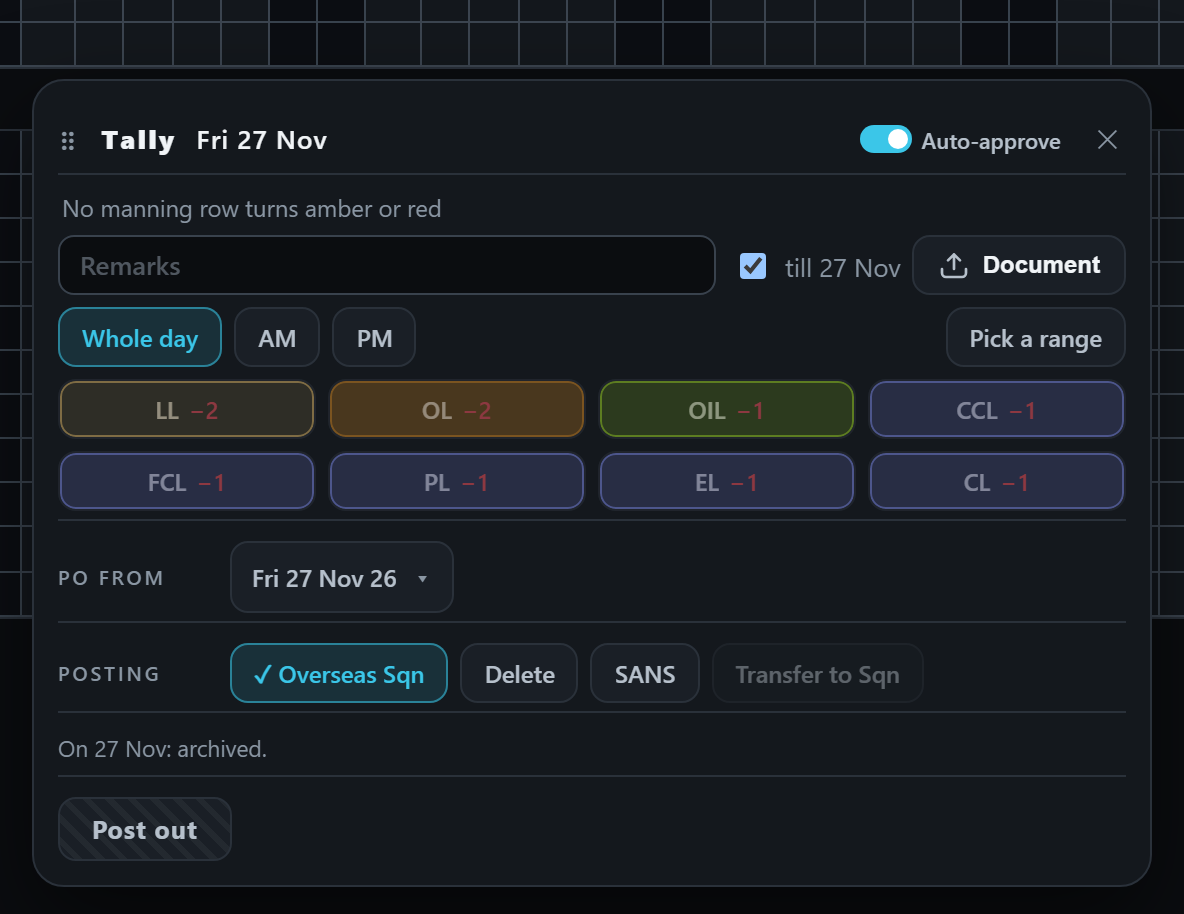 Tally Fri 27 Nov Auto-approve
No manning row turns amber or red
Remarks till 27 Nov Document
Whole day AM PM Pick a range
LL −2 OL −2 OIL −1 CCL −1
FCL −1 PL −1 EL −1 CL −1
PO FROM Fri 27 Nov 26
POSTING ✓ Overseas Sqn Delete SANS Transfer to Sqn
On 27 Nov: archived.
Post out